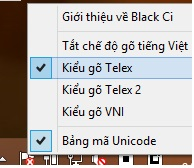 Giới thiệu về Black Ci
Tắt chế độ gõ tiếng Việt
Kiểu gõ Telex
Kiểu gõ Telex 2
Kiểu gõ VNI
Bảng mã Unicode